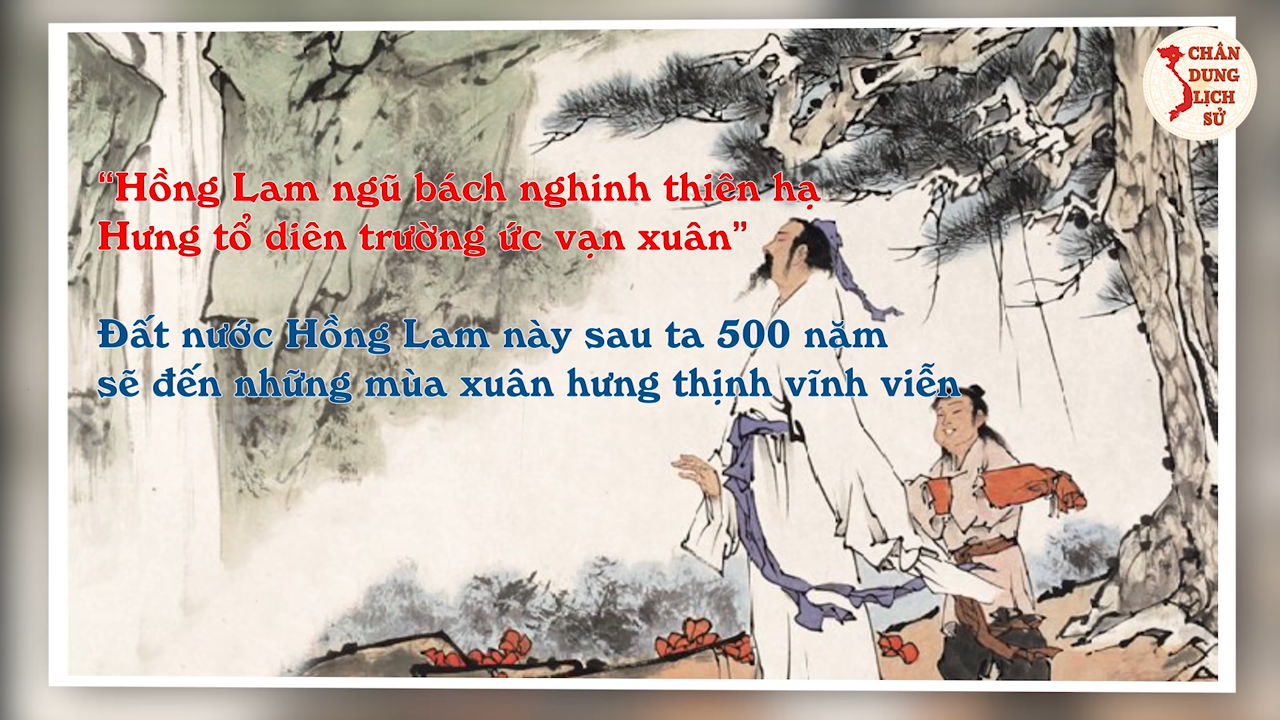 CHÂN
DUNG
LỊCH
SỬ
“Hồng Lam ngũ bách nghinh thiên hạ
Hưng tổ diên trường ức vạn xuân”
Đất nước Hồng Lam này sau ta 500 năm
sẽ đến những mùa xuân hưng thịnh vĩnh viễn